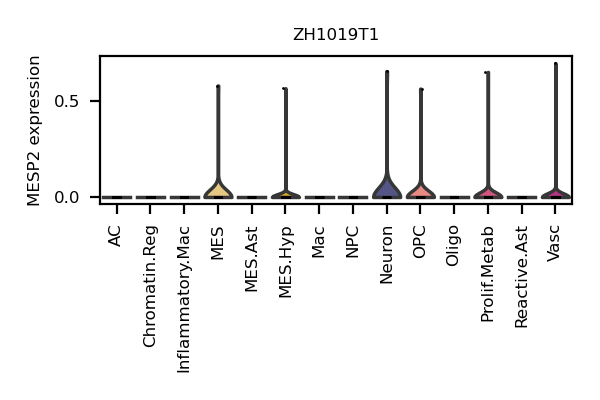 ZH1019T1
MESP2 expression
0.5
0.0
AC
Chromatin.Reg
Inflammatory.Mac
MES
MES.Ast
MES.Hyp
Mac
NPC
Neuron
OPC
Oligo
Prolif.Metab
Reactive.Ast
Vasc